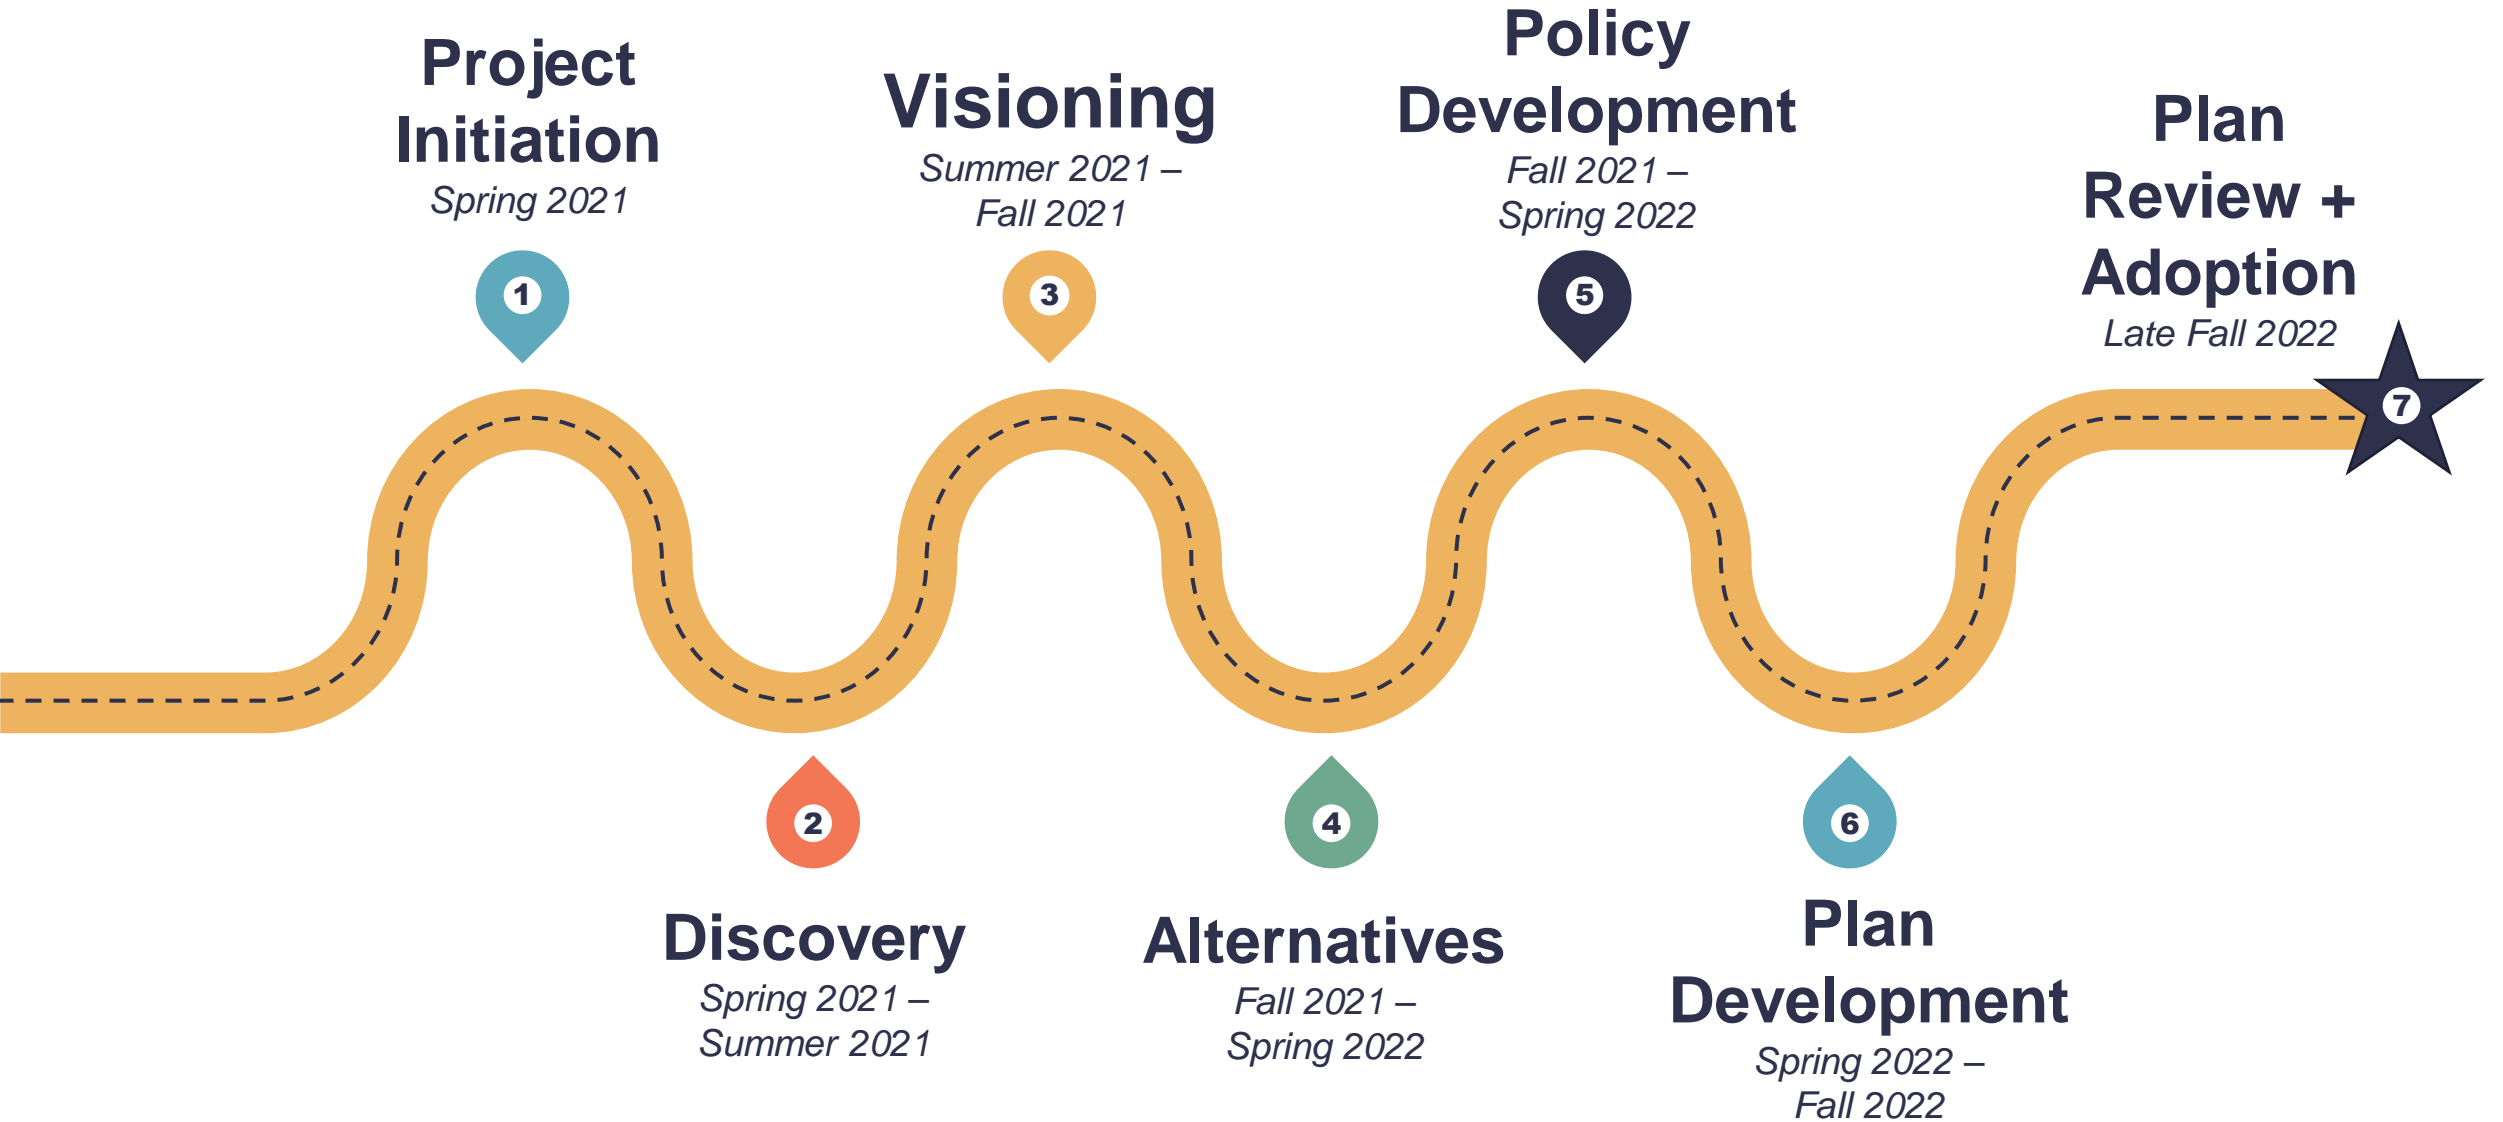 Project
Initiation
Spring 2021
1
2
Discovery
Spring 2021 –
Summer 2021
Visioning
Summer 2021 –
Fall 2021
3
4
Alternatives
Fall 2021 –
Spring 2022
Policy
Development
Fall 2021 –
Spring 2022
5
6
Plan
Development
Spring 2022 –
Fall 2022
Plan
Review +
Adoption
Late Fall 2022
7